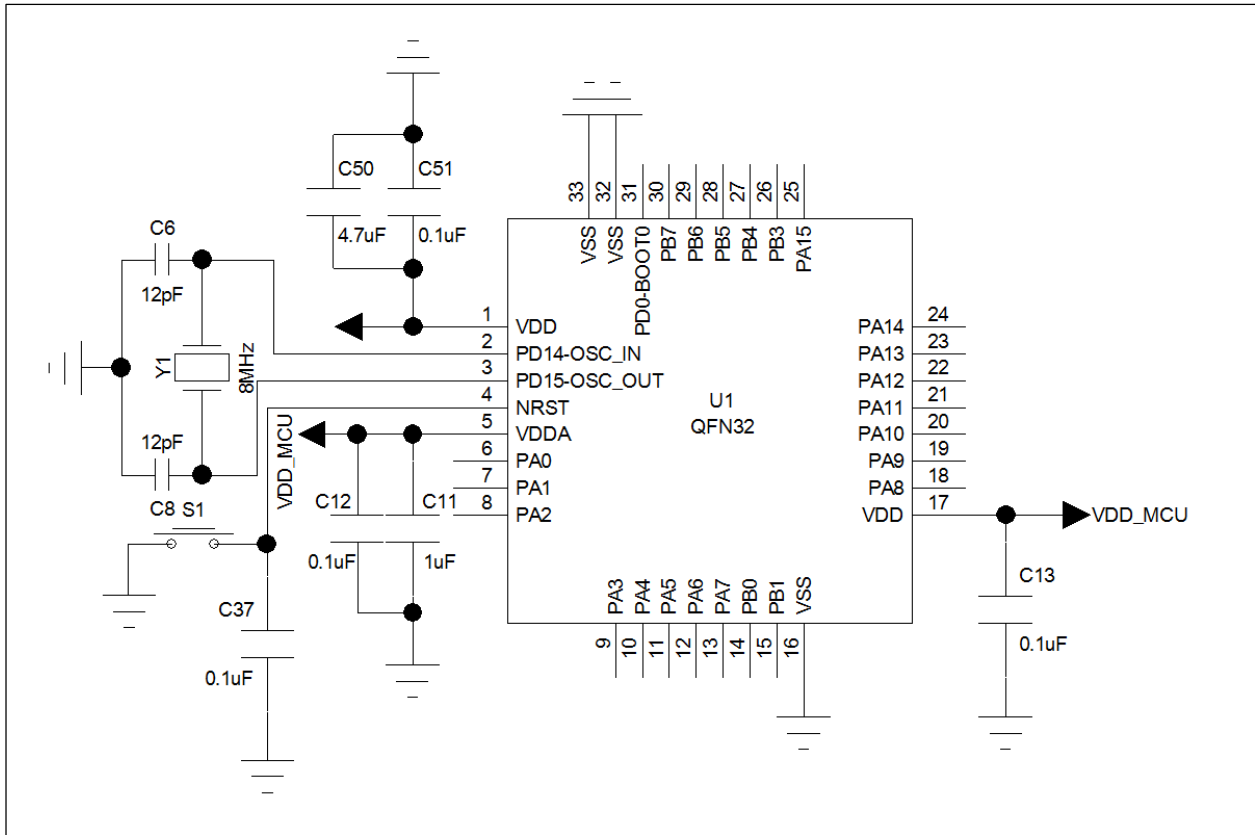 C50
C51
4.7uF
0.1uF
C6
12pF
Y1
8MHz
12pF
C8
S1
VDD_MCU
C12
C11
0.1uF
1uF
C37
0.1uF
33
32
31
30
29
28
27
26
25
VSS
VSS
PD0-BOOT0
PB7
PB6
PB5
PB4
PB3
PA15
1
VDD
2
PD14-OSC_IN
3
PD15-OSC_OUT
4
NRST
5
VDDA
6
PA0
7
PA1
8
PA2
U1
QFN32
PA14
24
PA13
23
PA12
22
PA11
21
PA10
20
PA9
19
PA8
18
VDD
17
VDD_MCU
C13
0.1uF
PA3
PA4
PA5
PA6
PA7
PB0
PB1
VSS
9
10
11
12
13
14
15
16